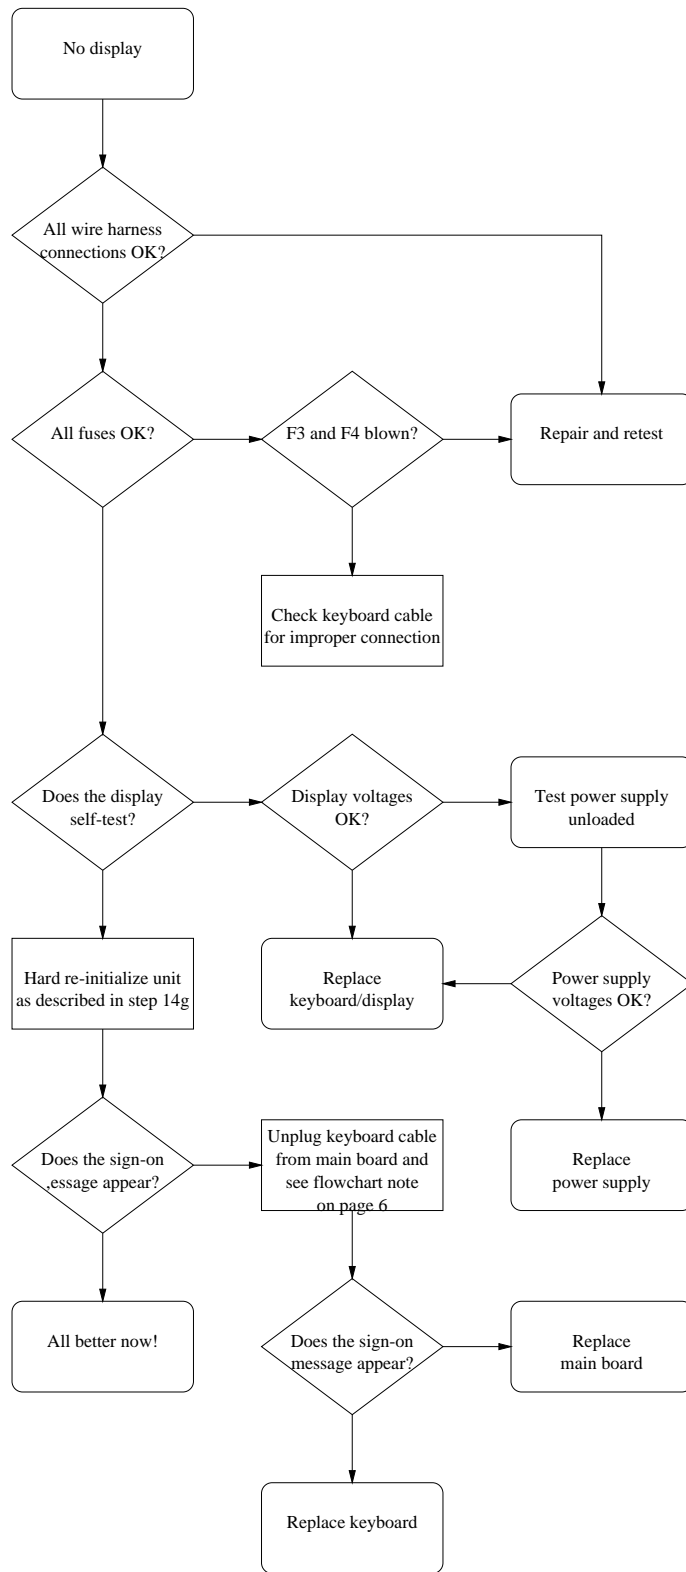 No display
All wire harness
connections OK?
All fuses OK?
F3 and F4 blown?
Repair and retest
Check keyboard cable
for improper connection
Does the display
self-test?
Display voltages
OK?
Test power supply
unloaded
Hard re-initialize unit
as described in step 14g
Replace
keyboard/display
Power supply
voltages OK?
Does the sign-on
,essage appear?
Unplug keyboard cable
from main board and
see flowchart note
on page 6
Replace
power supply
All better now!
Does the sign-on
message appear?
Replace
main board
Replace keyboard